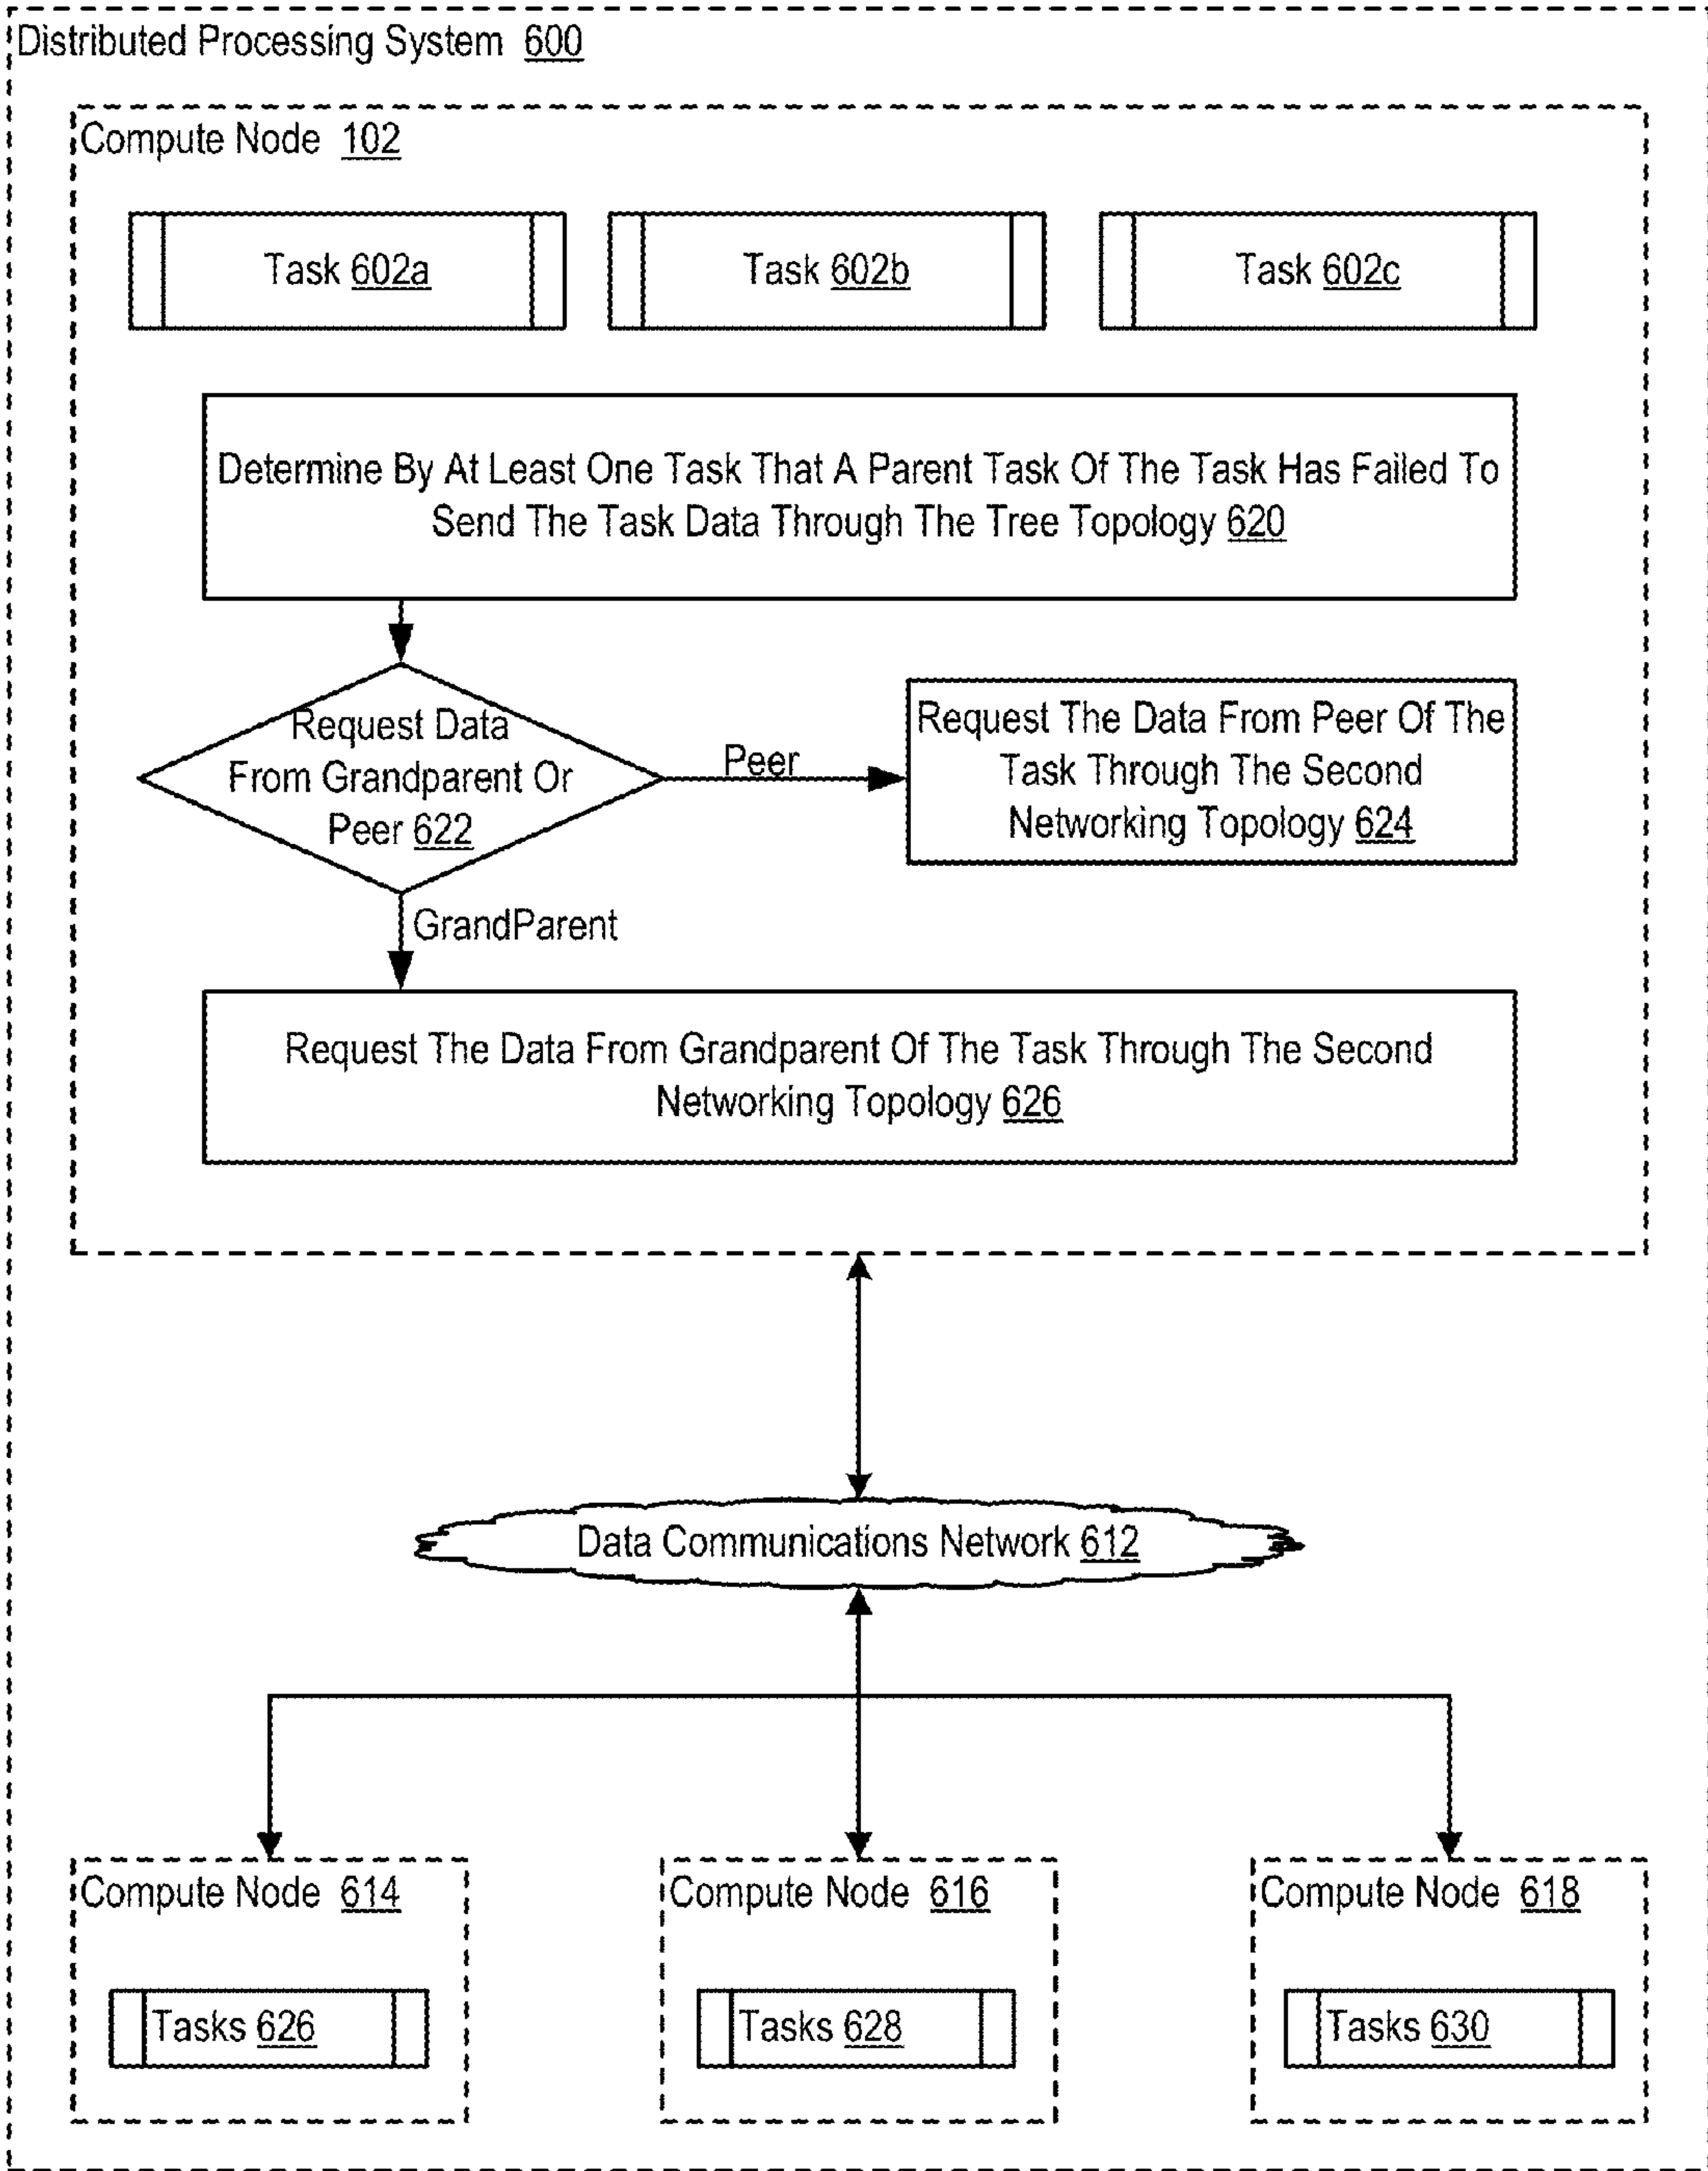 Distributed Processing System 600
Compute Node 102
Task 602a
Task 602b
Task 602c
Determine By At Least One Task That A Parent Task Of The Task Has Failed To
Send The Task Data Through The Tree Topology 620
Request Data
From Grandparent Or
Peer 622
Peer
Request The Data From Peer Of The
Task Through The Second
Networking Topology 624
GrandParent
Request The Data From Grandparent Of The Task Through The Second
Networking Topology 626
Data Communications Network 612
Compute Node 614
Tasks 626
Compute Node 616
Tasks 628
Compute Node 618
Tasks 630